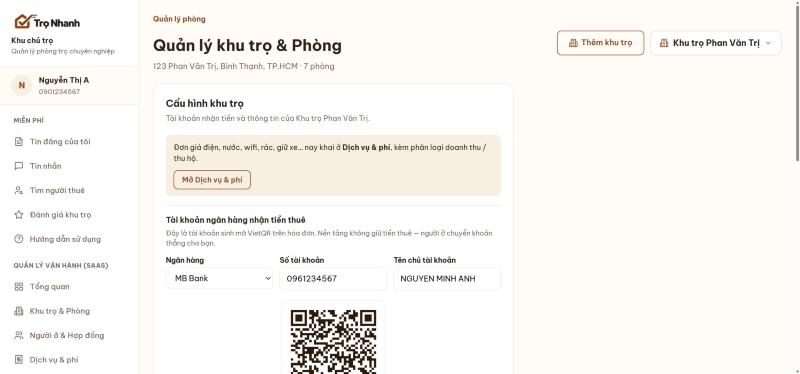 Trọ Nhanh
Khu chủ trọ
Quản lý phòng trọ chuyên nghiệp
N
Nguyễn Thị A
0901234567
MIỄN PHÍ
Tin đăng của tôi
Tin nhắn
Tìm người thuê
Đánh giá khu trọ
Hướng dẫn sử dụng
QUẢN LÝ VẬN HÀNH (SAAS)
Tổng quan
Khu trọ & Phòng
Người ở & Hợp đồng
Dịch vụ & phí
Quản lý phòng
Quản lý khu trọ & Phòng
123 Phan Văn Trị, Bình Thạnh, TP.HCM · 7 phòng
Thêm khu trọ
Khu trọ Phan Văn Trị
Cấu hình khu trọ
Tài khoản nhận tiền và thông tin của Khu trọ Phan Văn Trị.
Đơn giá điện, nước, wifi, rác, giữ xe... nay khai ở Dịch vụ & phí, kèm phân loại doanh thu /
thu hộ.
Mở Dịch vụ & phí
Tài khoản ngân hàng nhận tiền thuê
Đây là tài khoản sinh mã VietQR trên hóa đơn. Nền tảng không giữ tiền thuê — người ở chuyển khoản
thẳng cho bạn.
Ngân hàng
Số tài khoản
Tên chủ tài khoản
MB Bank
0961234567
NGUYEN MINH ANH